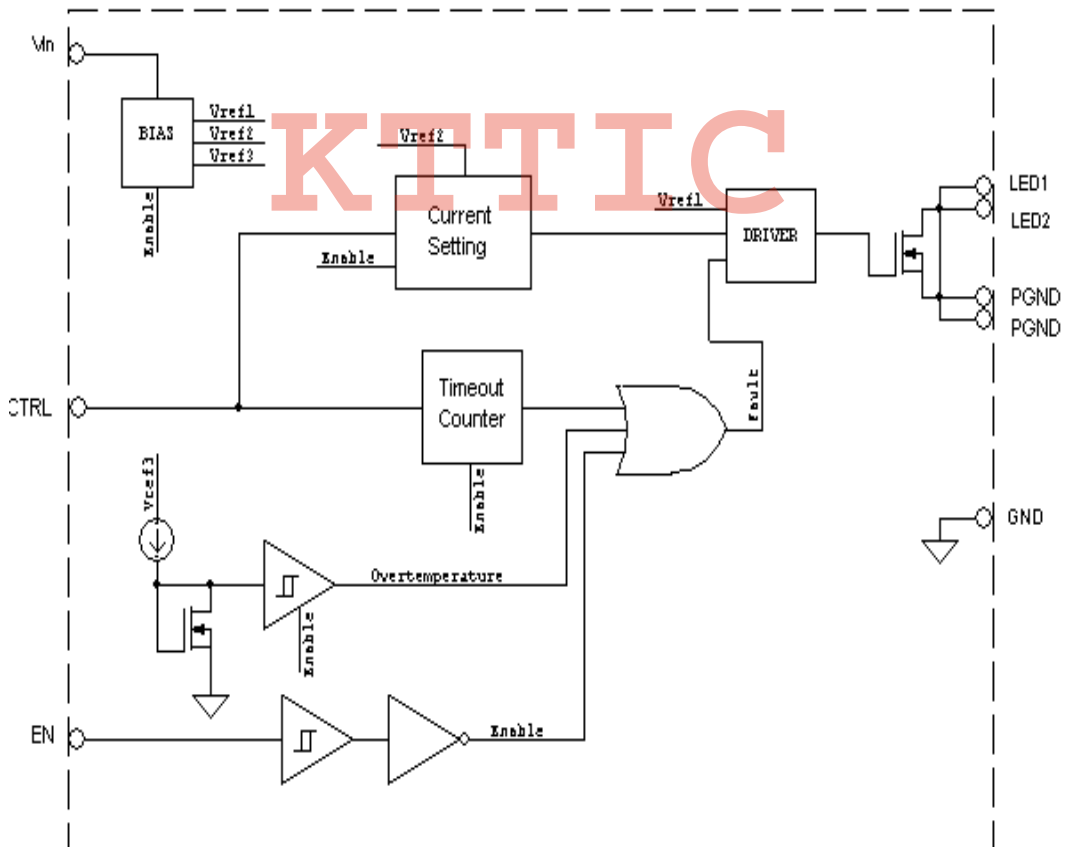 Vin
BIAS
Vref1
Vref2
Vref3
Enable
KTTIC
Vref2
Current
Setting
Enable
Vref1
DRIVER
LED1
LED2
PGND
PGND
CTRL
Timeout
Counter
Enable
Fault
Vref3
Overtemperature
Enable
GND
EN
Enable